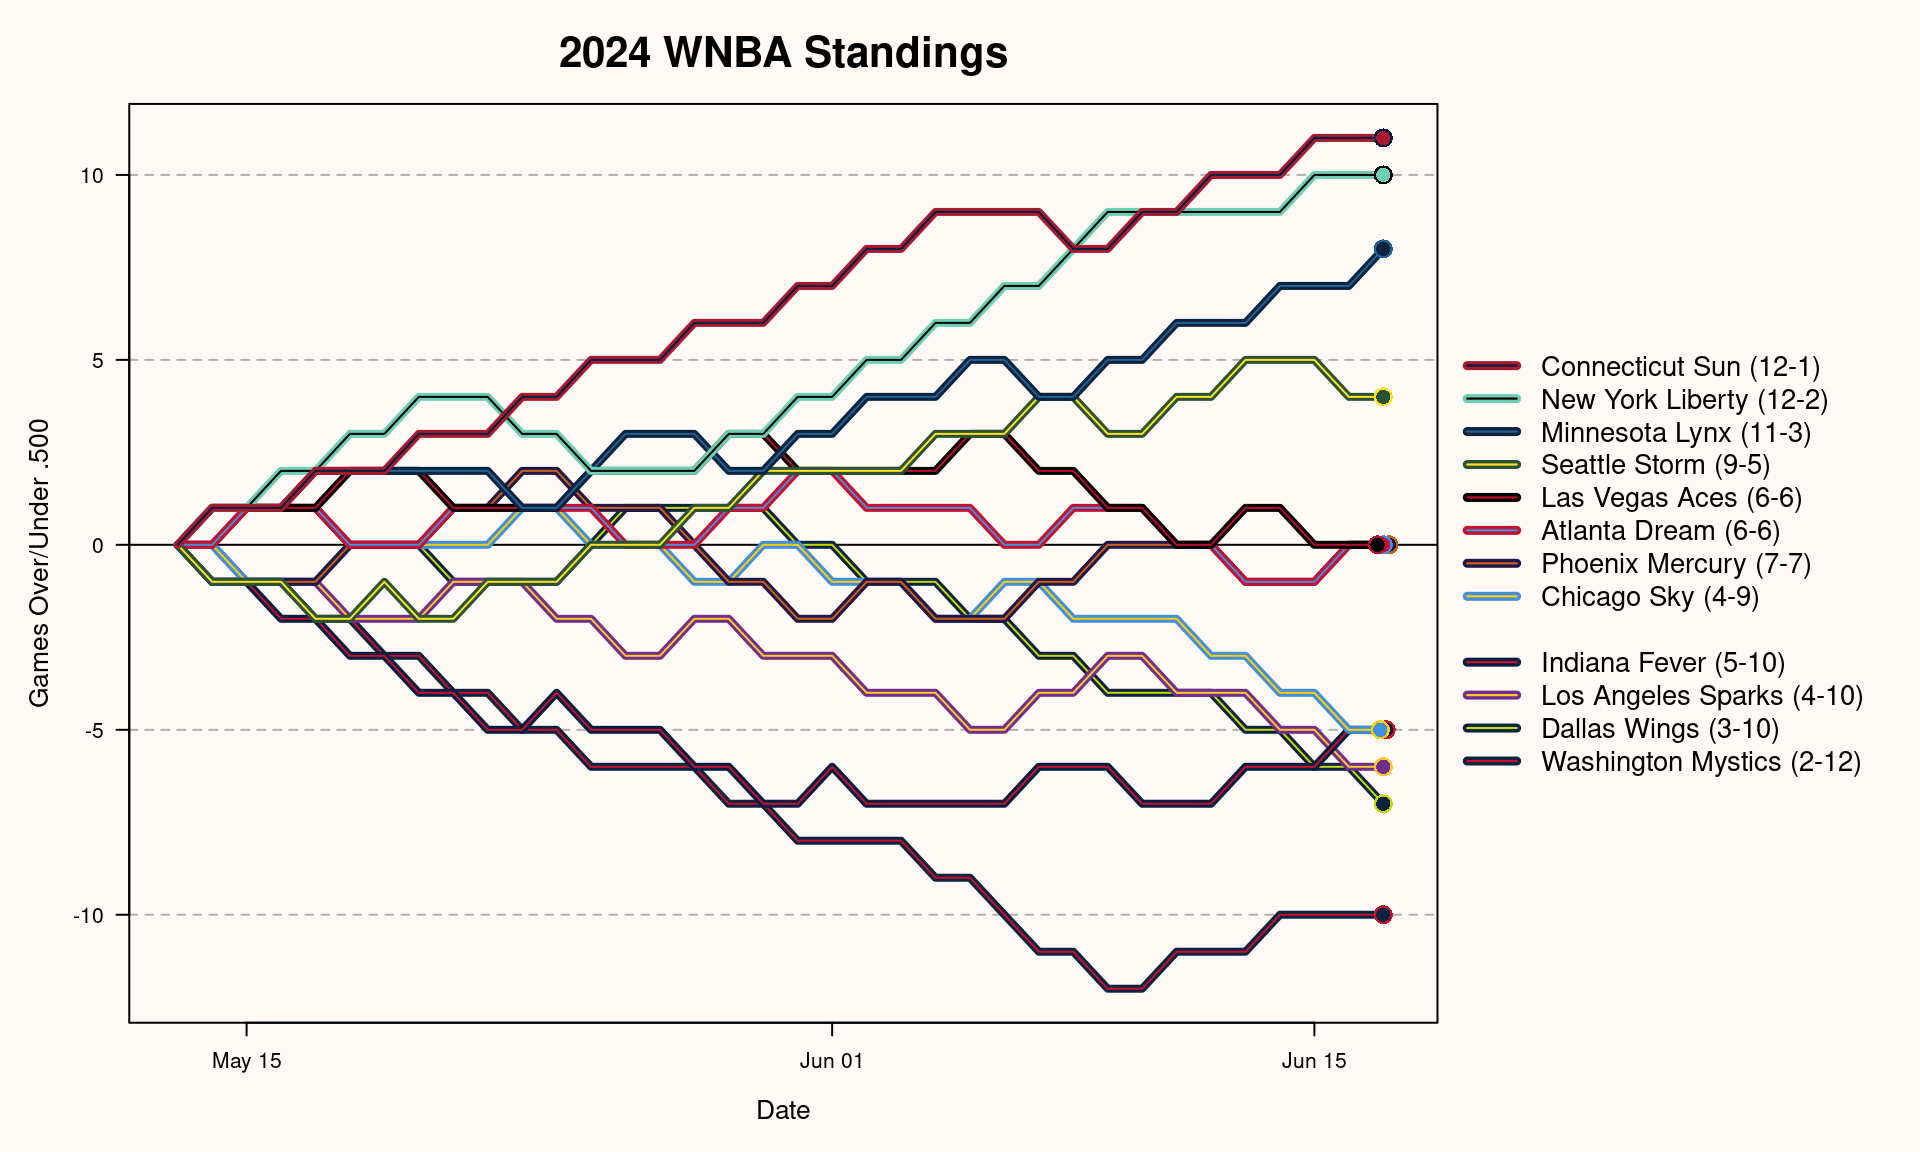 2024 WNBA Standings
Games Over/Under .500
10
5
0
-5
-10
May 15
Jun 01
Jun 15
Date
Connecticut Sun (12-1)
New York Liberty (12-2)
Minnesota Lynx (11-3)
Seattle Storm (9-5)
Las Vegas Aces (6-6)
Atlanta Dream (6-6)
Phoenix Mercury (7-7)
Chicago Sky (4-9)
Indiana Fever (5-10)
Los Angeles Sparks (4-10)
Dallas Wings (3-10)
Washington Mystics (2-12)